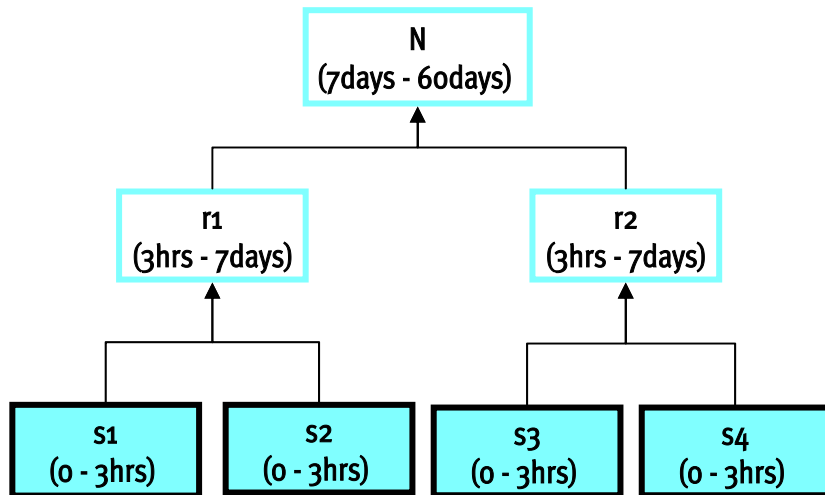 N
(7days - 60days)
r1
(3hrs - 7days)
r2
(3hrs - 7days)
s1
(0 - 3hrs)
s2
(0 - 3hrs)
s3
(0 - 3hrs)
s4
(0 - 3hrs)